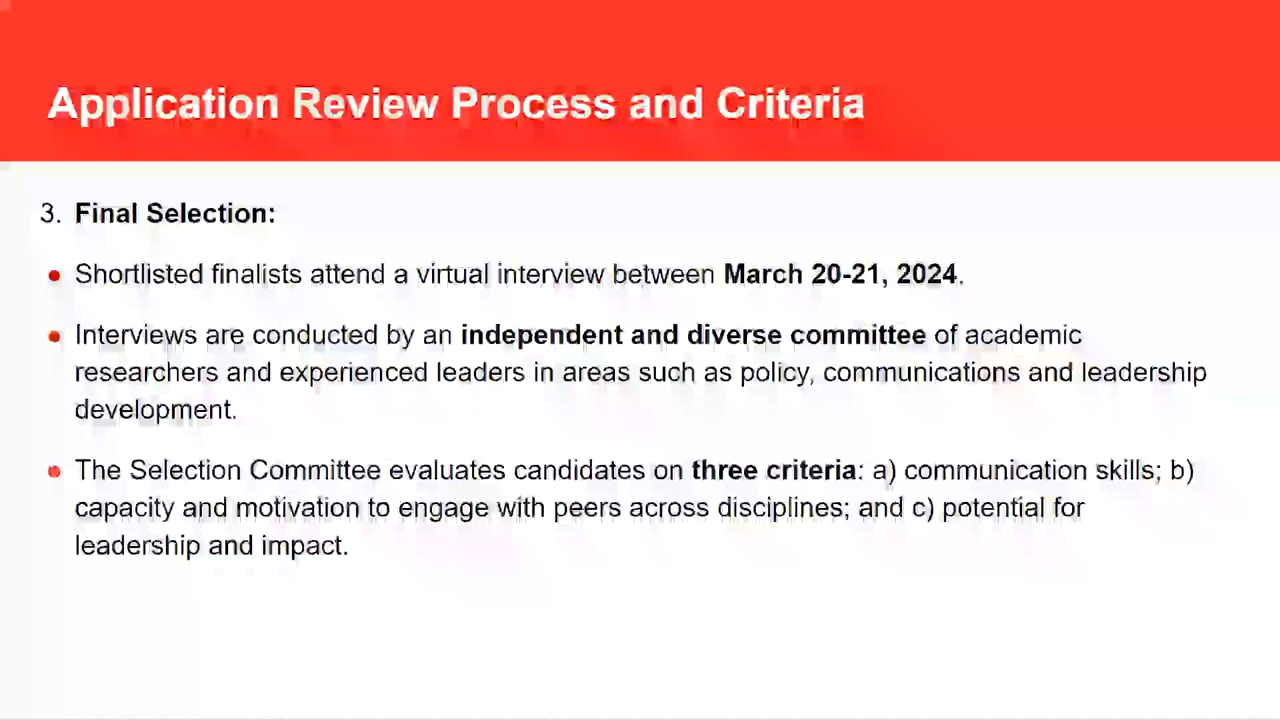 Application Review Process and Criteria
3. Final Selection:
• Shortlisted finalists attend a virtual interview between March 20-21, 2024.
• Interviews are conducted by an independent and diverse committee of academic
researchers and experienced leaders in areas such as policy, communications and leadership
development.
• The Selection Committee evaluates candidates on three criteria: a) communication skills; b)
capacity and motivation to engage with peers across disciplines; and c) potential for
leadership and impact.